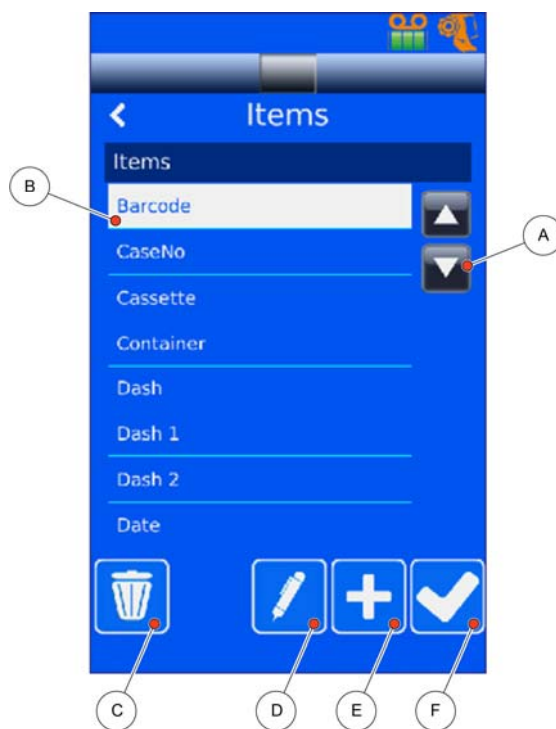 Items
Items
B
Barcode
A
CaseNo
Cassette
Container
Dash
Dash 1
Dash 2
Date
C
D
E
F